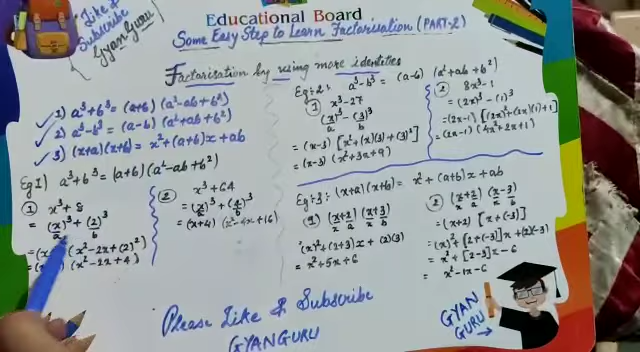 Like & Subscribe
Gyan Guru
Educational Board
Some Easy Step to Learn Factorisation (PART-2)
Factorisation by using more identities
1) a³+b³ = (a+b) (a²-ab+b²)
2) a³-b³ = (a-b) (a²+ab+b²)
3) (x+a)(x+b) = x²+(a+b)x+ab
Eg 1) a³+b³ = (a+b) (a²-ab+b²)
① x³+8
= (x)³ + (2)³
a b
(x²-2x+(2)²)
(x²-2x+4)
② x³+64
= (x)³ + (4)³
a b
= (x+4) (x²-4x+16)
Eg:2: a³-b³ = (a-b) (a²+ab+b²)
① x³-27
(x)³-(3)³
a b
= (x-3) [x²+(x)(3)+(3)²]
= (x-3) (x²+3x+9)
② 8x³-1
= (2x)³-(1)³
= (2x-1) [(2x)²+(2x)(1)+1]
= (2x-1) (4x²+2x+1)
Eg:3: (x+a)(x+b) = x²+(a+b)x+ab
(x+2) (x+3)
(x)²+(2+3)x+(2)(3)
= x²+5x+6
② (x+2) (x-3)
= (x+2) [x+(-3)]
= (x)²+[2+(-3)]x+(2)(-3)
= x²+[2-3]x-6
= x²-1x-6
Please Like & Subscribe
GYANGURU
GYAN
GURU →